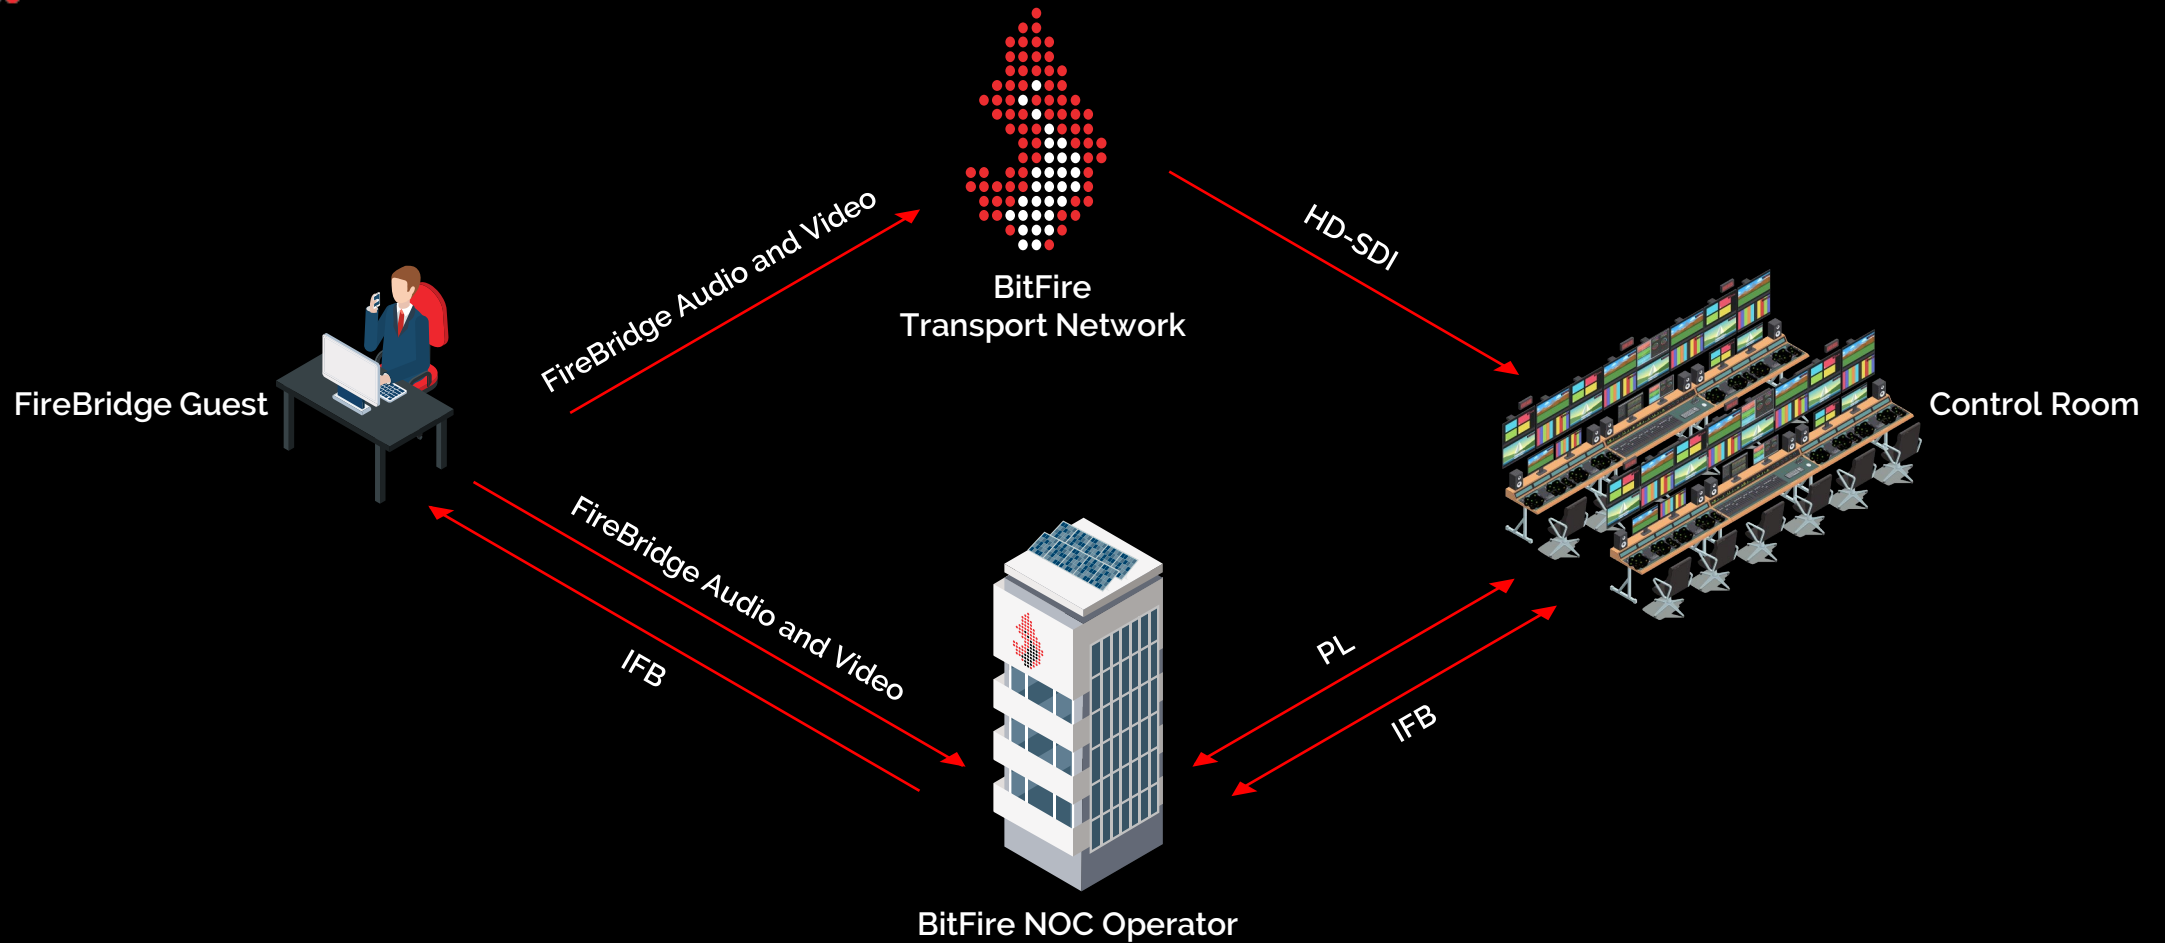 BitFire
Transport Network
FireBridge Audio and Video
HD-SDI
FireBridge Guest
Control Room
FireBridge Audio and Video
IFB
PL
IFB
BitFire NOC Operator